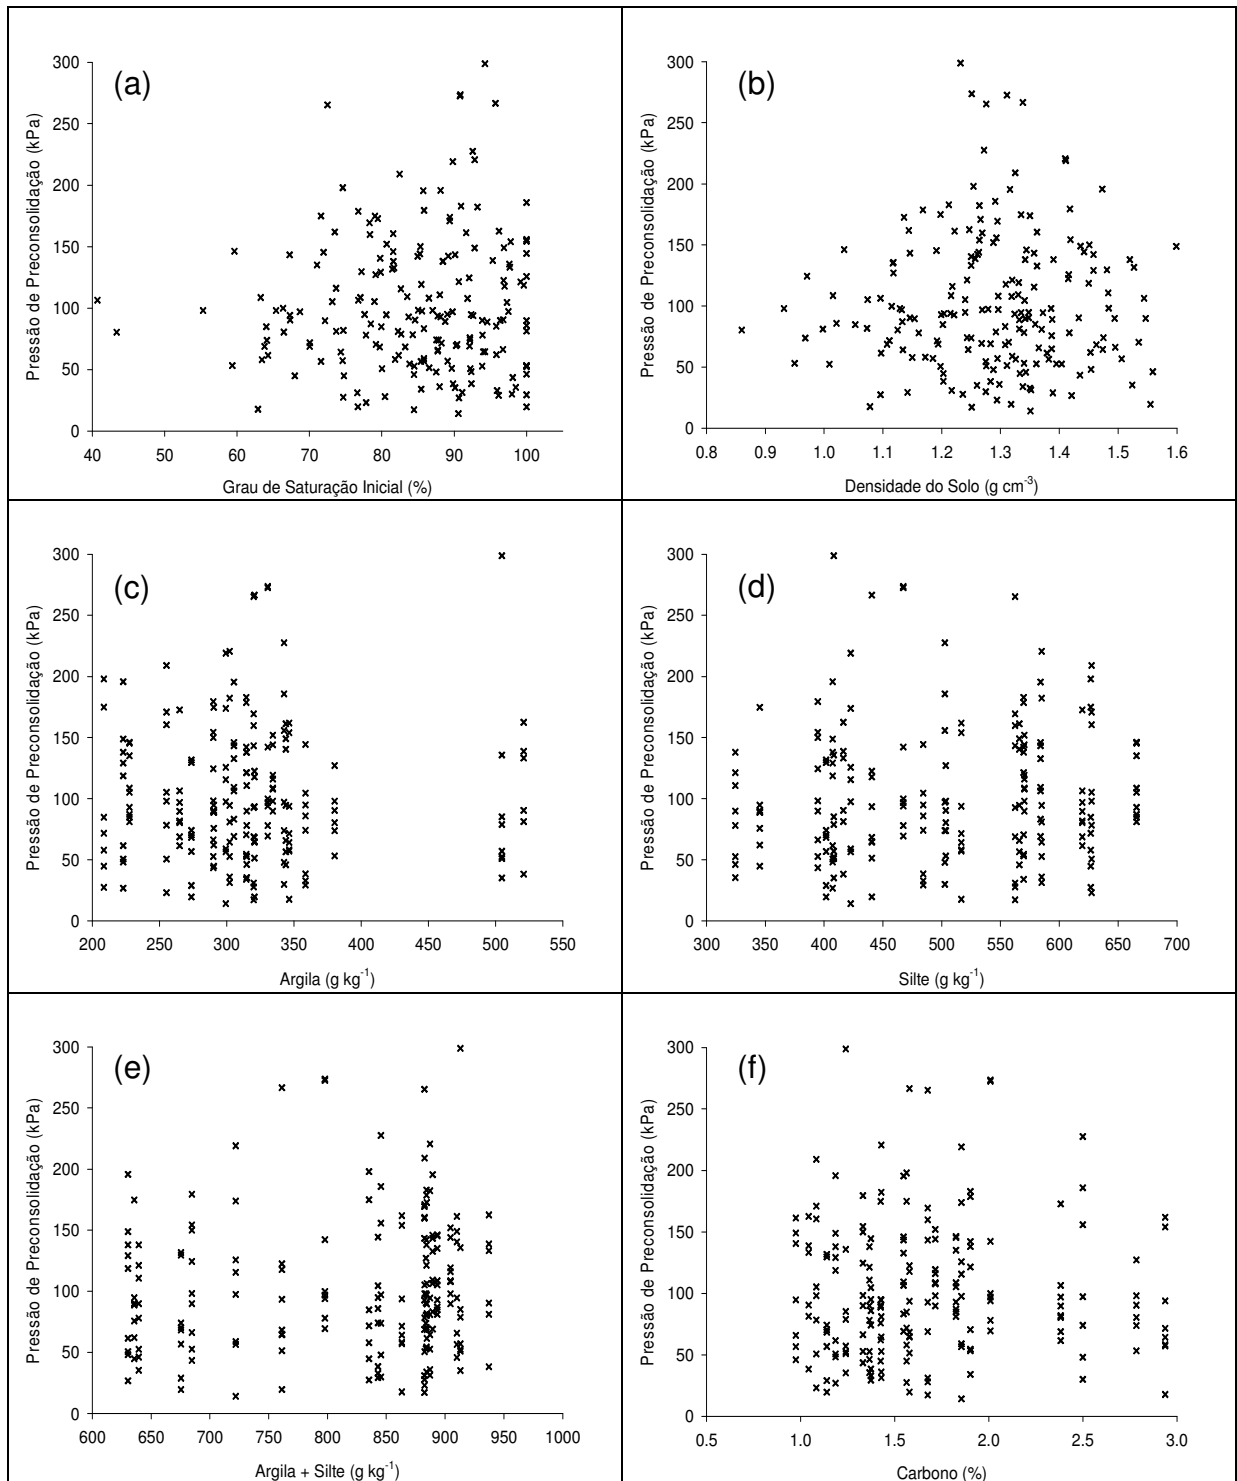 (a)
Pressão de Preconsolidação (kPa)
300
250
200
150
100
50
0
40 50 60 70 80 90 100
Grau de Saturação Inicial (%)
(b)
Pressão de Preconsolidação (kPa)
300
250
200
150
100
50
0
0.8 0.9 1.0 1.1 1.2 1.3 1.4 1.5 1.6
Densidade do Solo (g cm⁻³)
(c)
Pressão de Preconsolidação (kPa)
300
250
200
150
100
50
0
200 250 300 350 400 450 500 550
Argila (g kg⁻¹)
(d)
Pressão de Preconsolidação (kPa)
300
250
200
150
100
50
0
300 350 400 450 500 550 600 650 700
Silte (g kg⁻¹)
(e)
Pressão de Preconsolidação (kPa)
300
250
200
150
100
50
0
600 650 700 750 800 850 900 950 1000
Argila + Silte (g kg⁻¹)
(f)
Pressão de Preconsolidação (kPa)
300
250
200
150
100
50
0
0.5 1.0 1.5 2.0 2.5 3.0
Carbono (%)